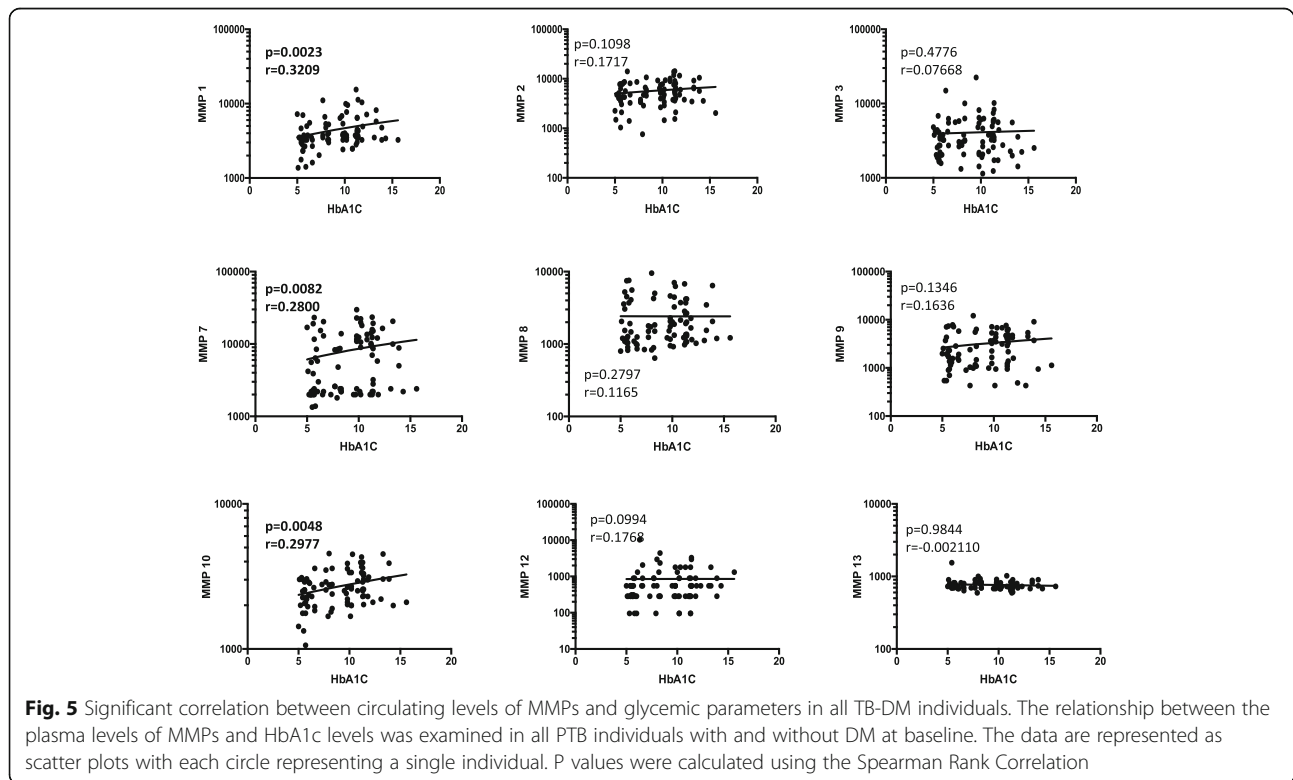 100000
p=0.0023
r=0.3209
10000
MMP 1
1000
0 5 10 15 20
HbA1C
100000
p=0.1098
r=0.1717
10000
MMP 2
1000
100
0 5 10 15 20
HbA1C
100000
p=0.4776
r=0.07668
10000
MMP 3
1000
0 5 10 15 20
HbA1C
100000
p=0.0082
r=0.2800
10000
MMP 7
1000
0 5 10 15 20
HbA1C
10000
MMP 8
1000
p=0.2797
r=0.1165
100
0 5 10 15 20
HbA1C
100000
p=0.1346
r=0.1636
10000
MMP 9
1000
100
0 5 10 15 20
HbA1C
10000
p=0.0048
r=0.2977
MMP 10
1000
0 5 10 15 20
HbA1C
100000
p=0.0994
10000
r=0.1768
MMP 12
1000
100
10
0 5 10 15 20
HbA1C
10000
p=0.9844
r=-0.002110
MMP 13
1000
100
0 5 10 15 20
HbA1C
Fig. 5 Significant correlation between circulating levels of MMPs and glycemic parameters in all TB-DM individuals. The relationship between the
plasma levels of MMPs and HbA1c levels was examined in all PTB individuals with and without DM at baseline. The data are represented as
scatter plots with each circle representing a single individual. P values were calculated using the Spearman Rank Correlation